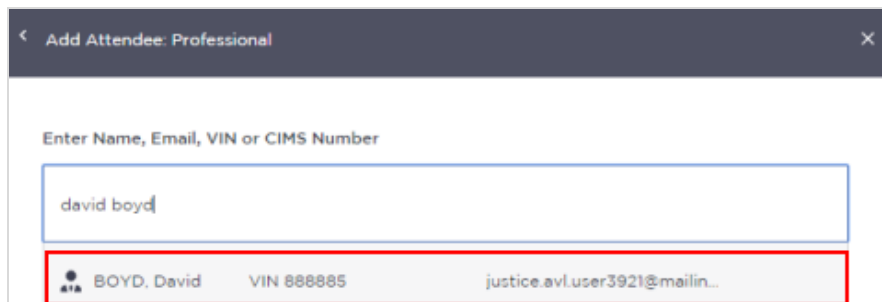 Add Attendee: Professional
Enter Name, Email, VIN or CIMS Number
david boyd
BOYD, David VIN 888885 justice.avl.user3921@mailin...